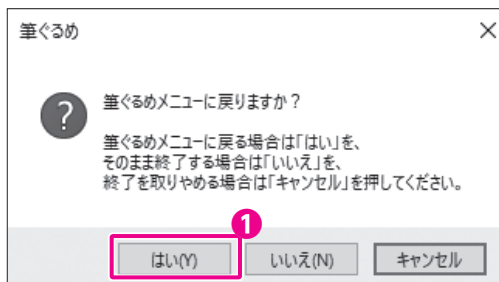 筆ぐるめ
?
筆ぐるめメニューに戻りますか？
筆ぐるめメニューに戻る場合は「はい」を、
そのまま終了する場合は「いいえ」を、
終了を取りやめる場合は「キャンセル」を押してください。
1
はい(Y) いいえ(N) キャンセル